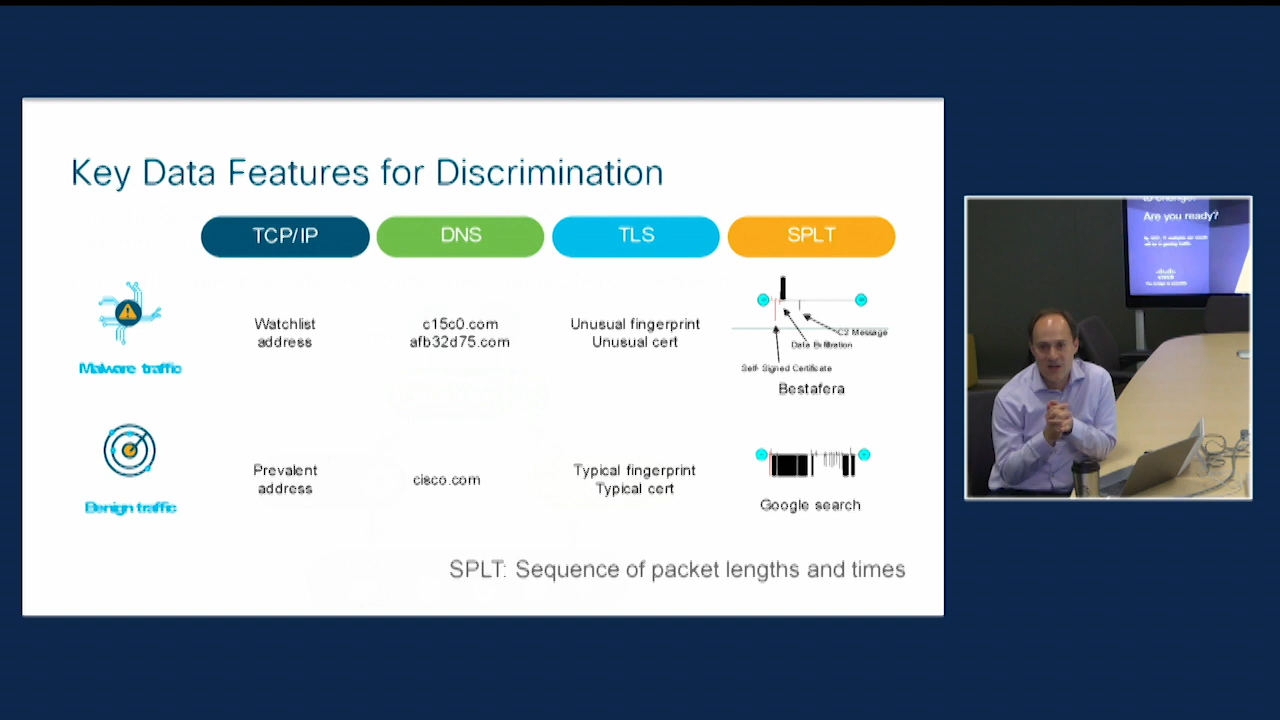 Key Data Features for Discrimination
TCP/IP
DNS
TLS
SPLT
Malware traffic
Watchlist
address
c15c0.com
afb32d75.com
Unusual fingerprint
Unusual cert
C2 Message
Data Exfiltration
Self-Signed Certificate
Bestafera
Benign traffic
Prevalent
address
cisco.com
Typical fingerprint
Typical cert
Google search
SPLT: Sequence of packet lengths and times
to change?
Are you ready?